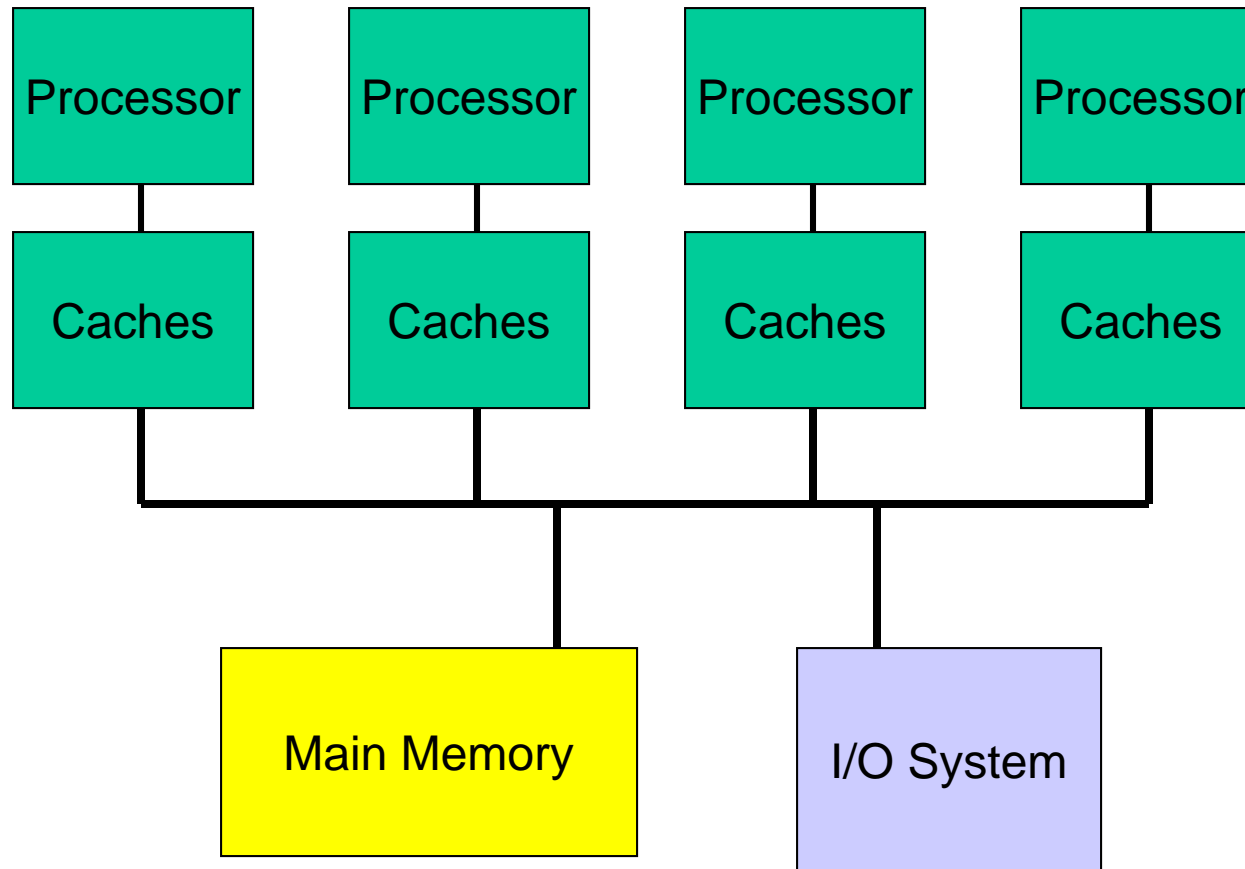 Processor
Processor
Processor
Processor
Caches
Caches
Caches
Caches
Main Memory
I/O System